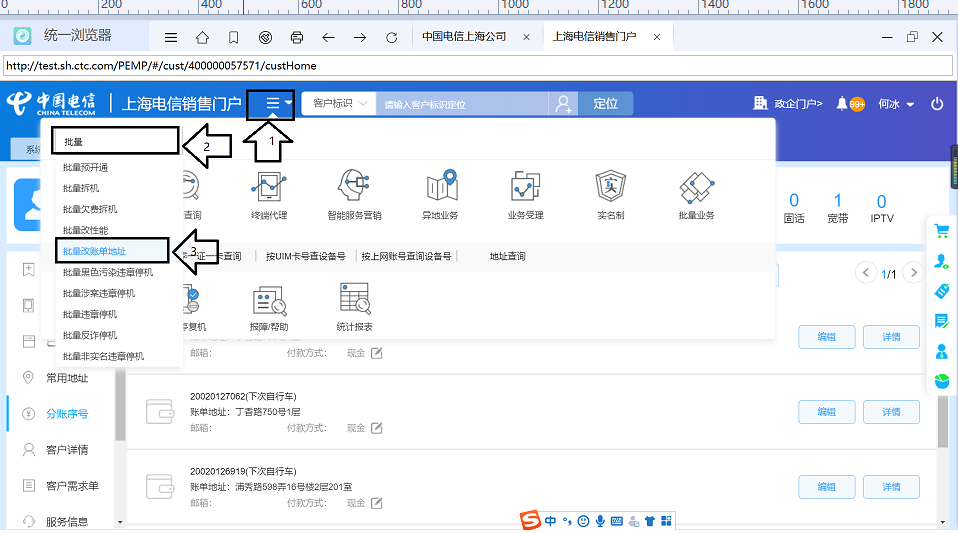 0 200 400 600 800 1000 1200 1400 1600 1800
统一浏览器
中国电信上海公司 ×
上海电信销售门户 ×
http://test.sh.ctc.com/PEMP/#/cust/400000057571/custHome
中国电信
CHINA TELECOM
上海电信销售门户
客户标识
请输入客户标识定位
定位
政企门户>
99+
何冰
系统
批量
1
2
批量预开通
批量拆机
批量欠费拆机
批量改性能
批量改账单地址
3
批量黑色污染违章停机
批量涉案违章停机
批量违章停机
批量反诈停机
批量非实名违章停机
查询
终端代理
智能服务营销
异地业务
业务受理
实名制
批量业务
一证一卡查询
按UIM卡号查设备号
按上网账号查询设备号
地址查询
停复机
报障/帮助
统计报表
0 1 0
固话 宽带 IPTV
1/1
邮箱: 付款方式: 现金
编辑 详情
常用地址
分账序号
客户详情
客户需求单
服务信息
20020127062(下次自行车)
账单地址: 丁香路750号1层
邮箱: 付款方式: 现金
编辑 详情
20020126919(下次自行车)
账单地址: 浦秀路598弄16号楼2层201室
邮箱: 付款方式: 现金
编辑 详情
中